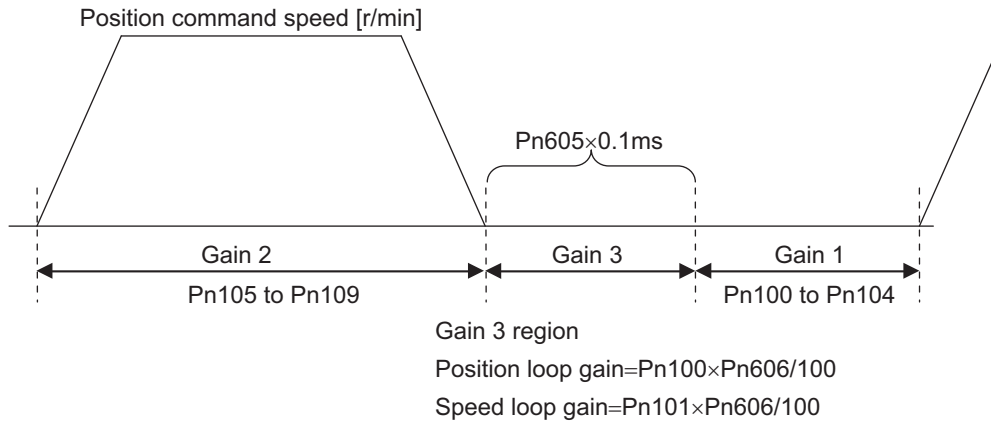 Position command speed [r/min]
Pn605×0.1ms
Gain 2
Gain 3
Gain 1
Pn105 to Pn109
Pn100 to Pn104
Gain 3 region
Position loop gain=Pn100×Pn606/100
Speed loop gain=Pn101×Pn606/100